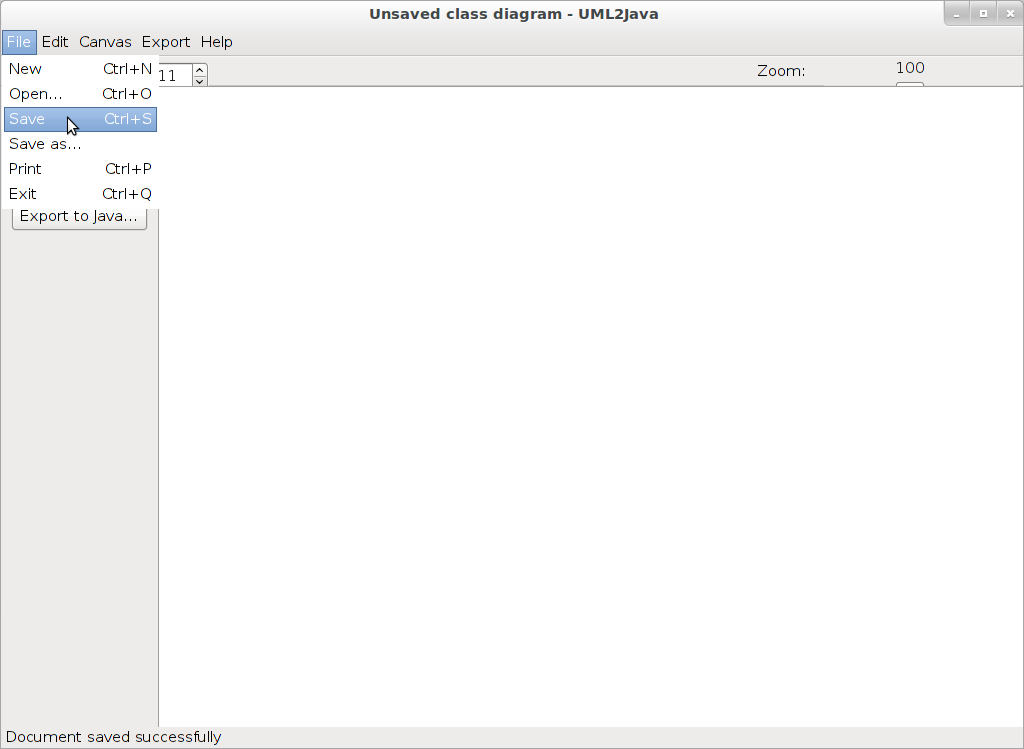 Unsaved class diagram - UML2Java
File Edit Canvas Export Help
New Ctrl+N
Open... Ctrl+O
Save Ctrl+S
Save as...
Print Ctrl+P
Exit Ctrl+Q
11
Zoom: 100
Export to Java...
Document saved successfully